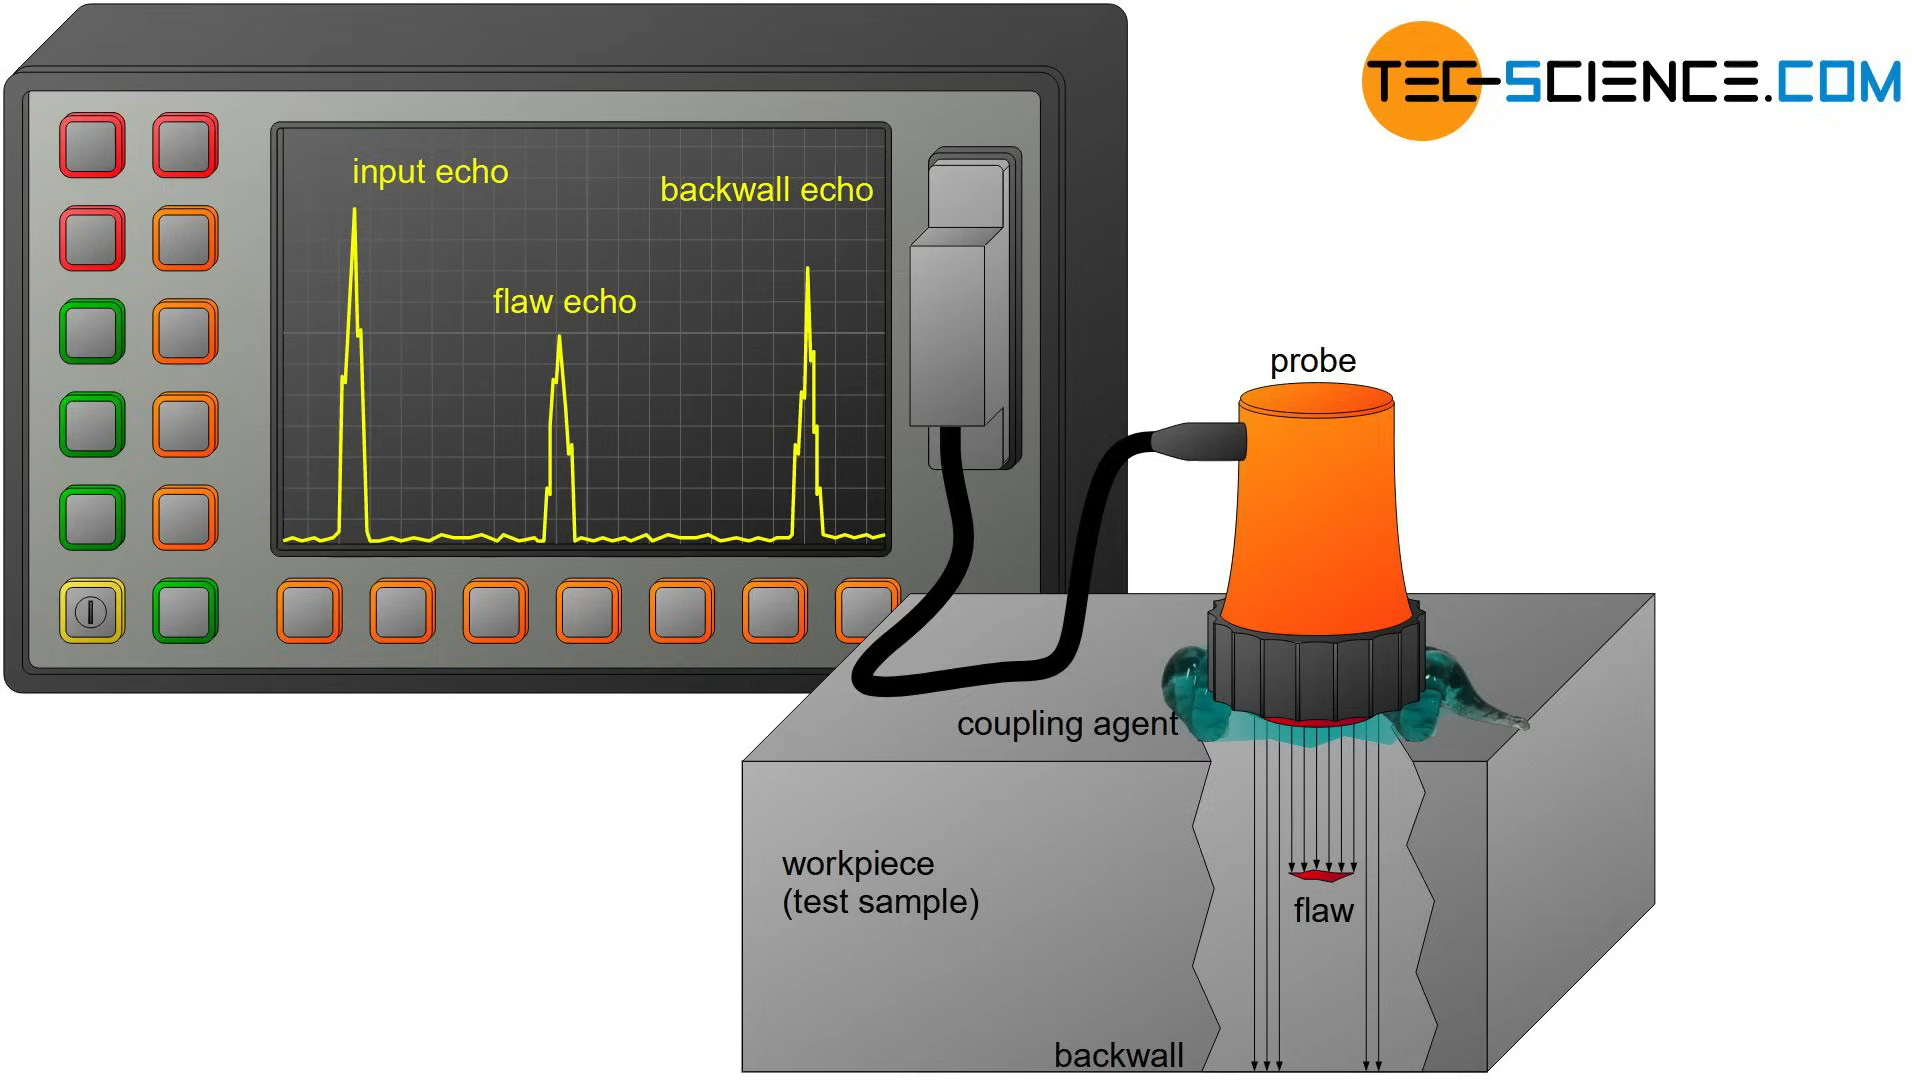 TEC-SCIENCE.COM
input echo
backwall echo
flaw echo
probe
coupling agent
workpiece
(test sample)
flaw
backwall